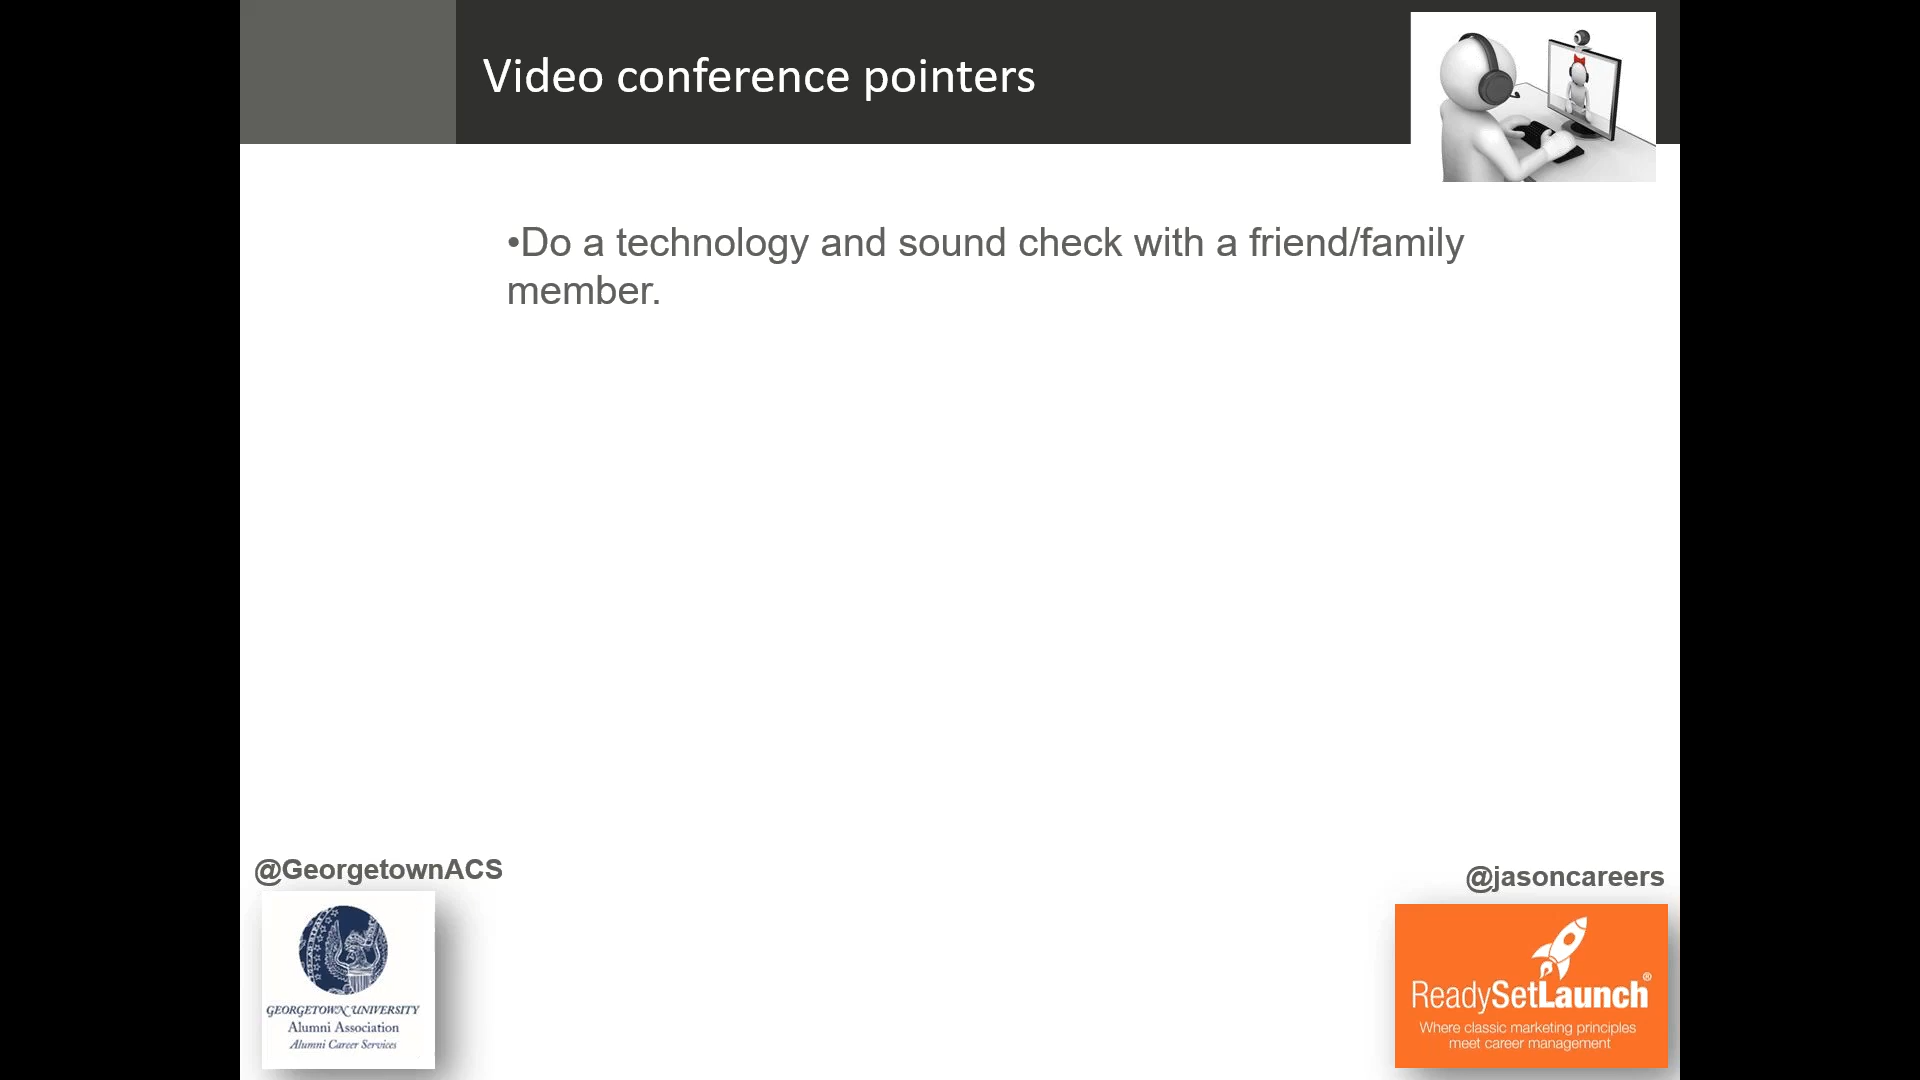 Video conference pointers
•Do a technology and sound check with a friend/family
member.
@GeorgetownACS
GEORGETOWN UNIVERSITY
Alumni Association
Alumni Career Services
@jasoncareers
ReadySetLaunch®
Where classic marketing principles
meet career management